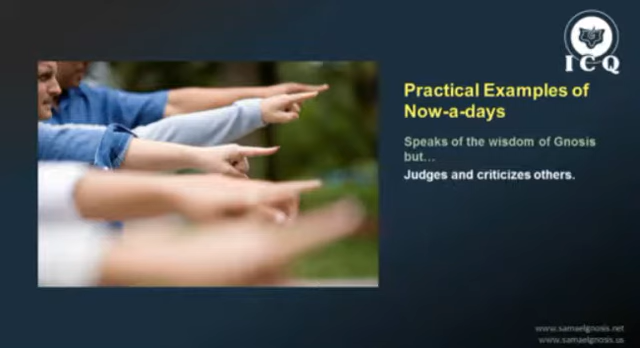 ICQ
Practical Examples of
Now-a-days
Speaks of the wisdom of Gnosis
but...
Judges and criticizes others.
www.samaelgnosis.net
www.samaelgnosis.us